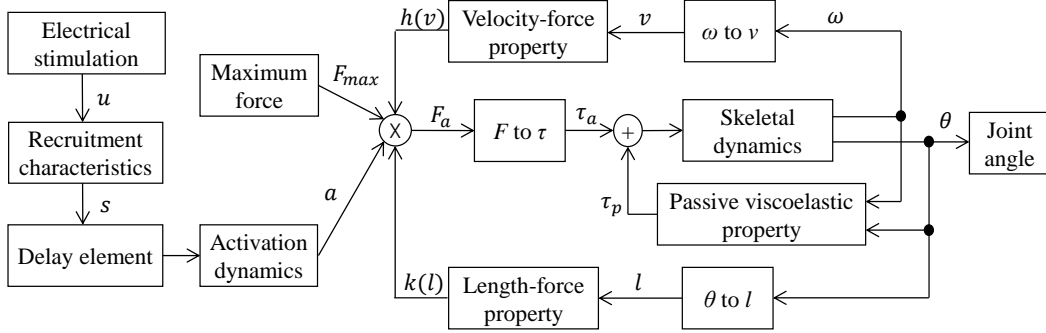 Electrical
stimulation
u
Recruitment
characteristics
s
Delay element
Activation
dynamics
a
Maximum
force
F_max
h(v)
Velocity-force
property
v
ω to v
ω
X
F_a
F to τ
τ_a
+
Skeletal
dynamics
θ
Joint
angle
τ_p
Passive viscoelastic
property
k(l)
Length-force
property
l
θ to l